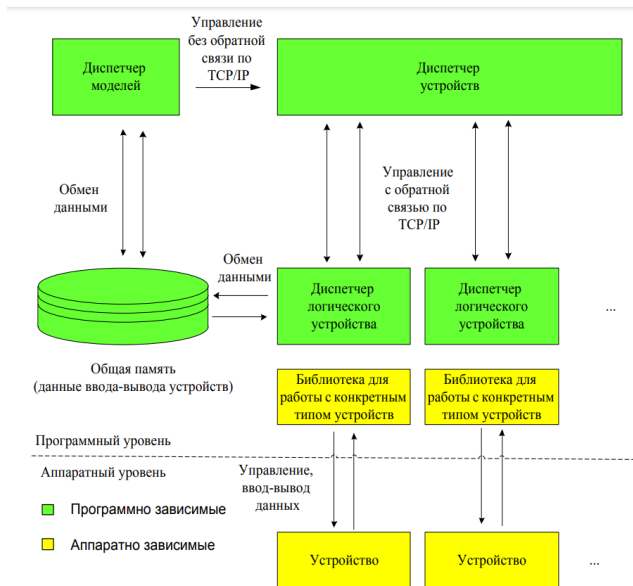 Управление
без обратной
связи по
TCP/IP
Диспетчер
моделей
Диспетчер
устройств
Обмен
данными
Управление
с обратной
связью по
TCP/IP
Обмен
данными
Диспетчер
логического
устройства
Диспетчер
логического
устройства
...
Общая память
(данные ввода-вывода устройств)
Библиотека для
работы с конкретным
типом устройств
Библиотека для
работы с конкретным
типом устройств
Программный уровень
Аппаратный уровень
Управление,
ввод-вывод
данных
Программно зависимые
Аппаратно зависимые
Устройство
Устройство
...